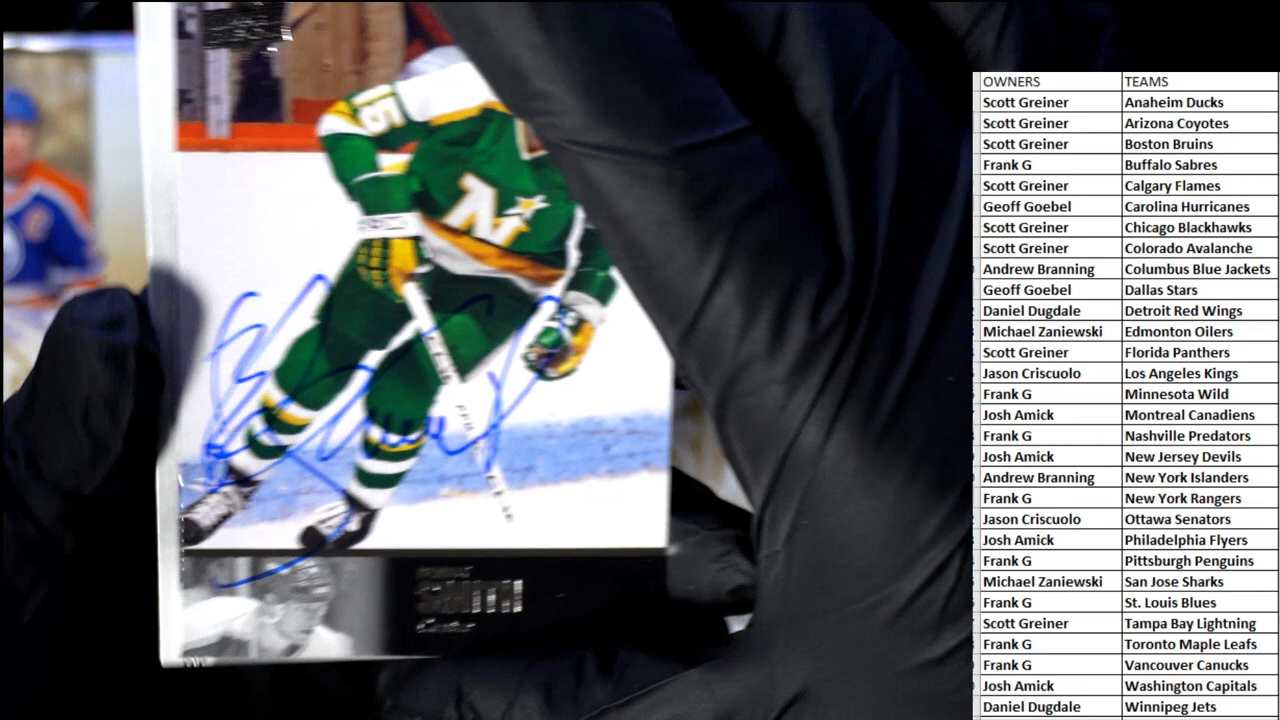 16
N
OWNERS TEAMS
Scott Greiner Anaheim Ducks
Scott Greiner Arizona Coyotes
Scott Greiner Boston Bruins
Frank G Buffalo Sabres
Scott Greiner Calgary Flames
Geoff Goebel Carolina Hurricanes
Scott Greiner Chicago Blackhawks
Scott Greiner Colorado Avalanche
Andrew Branning Columbus Blue Jackets
Geoff Goebel Dallas Stars
Daniel Dugdale Detroit Red Wings
Michael Zaniewski Edmonton Oilers
Scott Greiner Florida Panthers
Jason Criscuolo Los Angeles Kings
Frank G Minnesota Wild
Josh Amick Montreal Canadiens
Frank G Nashville Predators
Josh Amick New Jersey Devils
Andrew Branning New York Islanders
Frank G New York Rangers
Jason Criscuolo Ottawa Senators
Josh Amick Philadelphia Flyers
Frank G Pittsburgh Penguins
Michael Zaniewski San Jose Sharks
Frank G St. Louis Blues
Scott Greiner Tampa Bay Lightning
Frank G Toronto Maple Leafs
Frank G Vancouver Canucks
Josh Amick Washington Capitals
Daniel Dugdale Winnipeg Jets